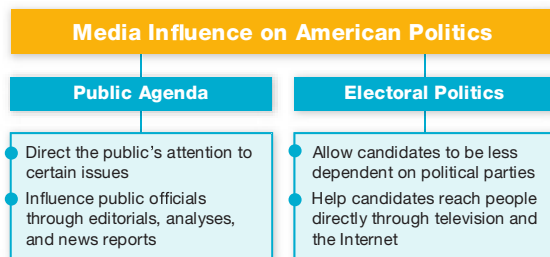 Media Influence on American Politics
Public Agenda
Direct the public's attention to
certain issues
Influence public officials
through editorials, analyses,
and news reports
Electoral Politics
Allow candidates to be less
dependent on political parties
Help candidates reach people
directly through television and
the Internet